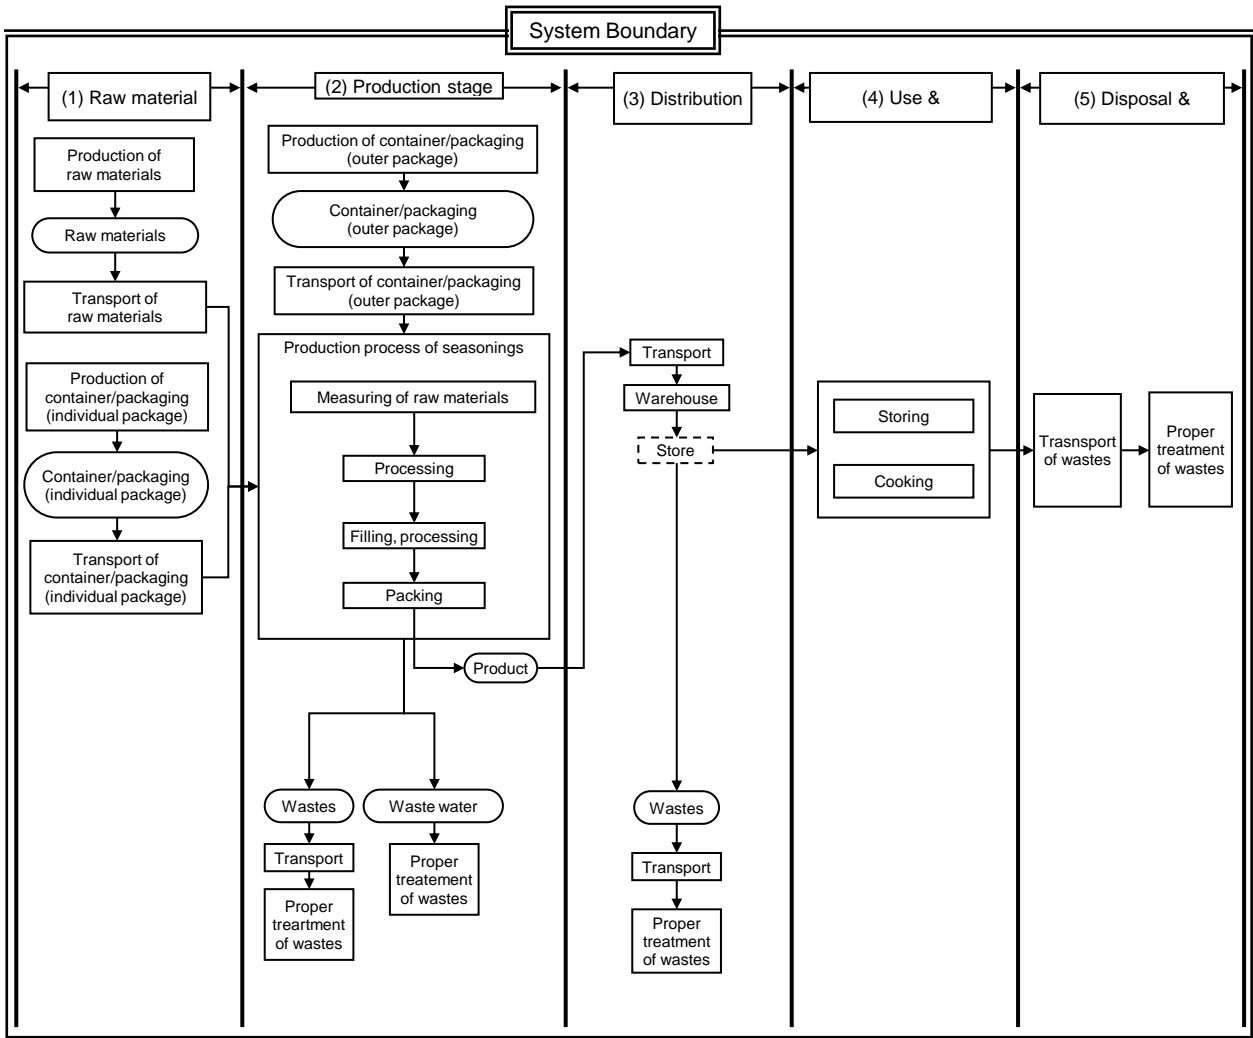 System Boundary
(1) Raw material
(2) Production stage
(3) Distribution
(4) Use &
(5) Disposal &
Production of
raw materials
Raw materials
Transport of
raw materials
Production of
container/packaging
(individual package)
Container/packaging
(individual package)
Transport of
container/packaging
(individual package)
Production of container/packaging
(outer package)
Container/packaging
(outer package)
Transport of container/packaging
(outer package)
Production process of seasonings
Measuring of raw materials
Processing
Filling, processing
Packing
Product
Wastes
Transport
Proper
treartment
of wastes
Waste water
Proper
treatement
of wastes
Transport
Warehouse
Store
Wastes
Transport
Proper
treatment
of wastes
Storing
Cooking
Trasnsport
of wastes
Proper
treatment
of wastes